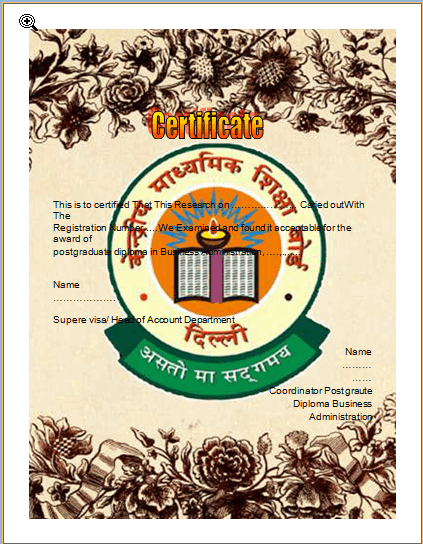 Certificate
केन्द्रीय माध्यमिक शिक्षा बोर्ड
This is to certified That This Research on ………………… Caried outWith
The
Registration Number…. We Examined and found it acceptable for the
award of
postgraduate diploma in Business Administration, …………
Name
…………………
दिल्ली
Supere visa/ Head of Account Department
असतो मा सद्गमय
Name
………
……
Coordinator Postgraute
Diploma Business
Administration